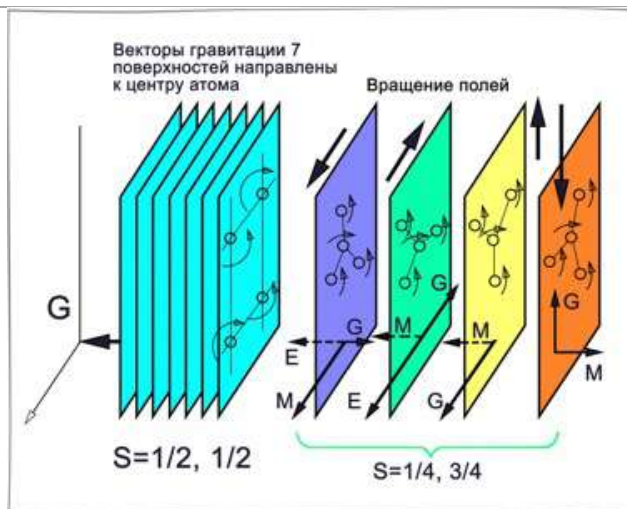 Векторы гравитации 7
поверхностей направлены
к центру атома
Вращение полей
G
G
G
E
M
M
E
M
G
G
M
S=1/2, 1/2
S=1/4, 3/4